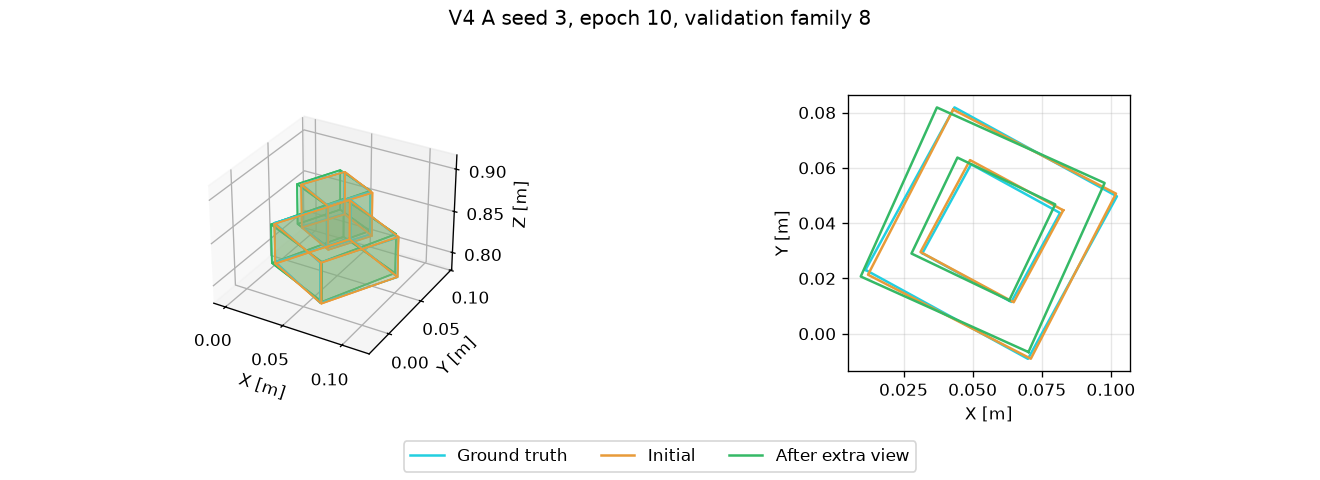 V4 A seed 3, epoch 10, validation family 8
0.90
0.85
0.80
Z [m]
0.10
0.05
0.00
Y [m]
0.00
0.05
0.10
X [m]
0.08
0.06
0.04
0.02
0.00
Y [m]
0.025 0.050 0.075 0.100
X [m]
Ground truth Initial After extra view